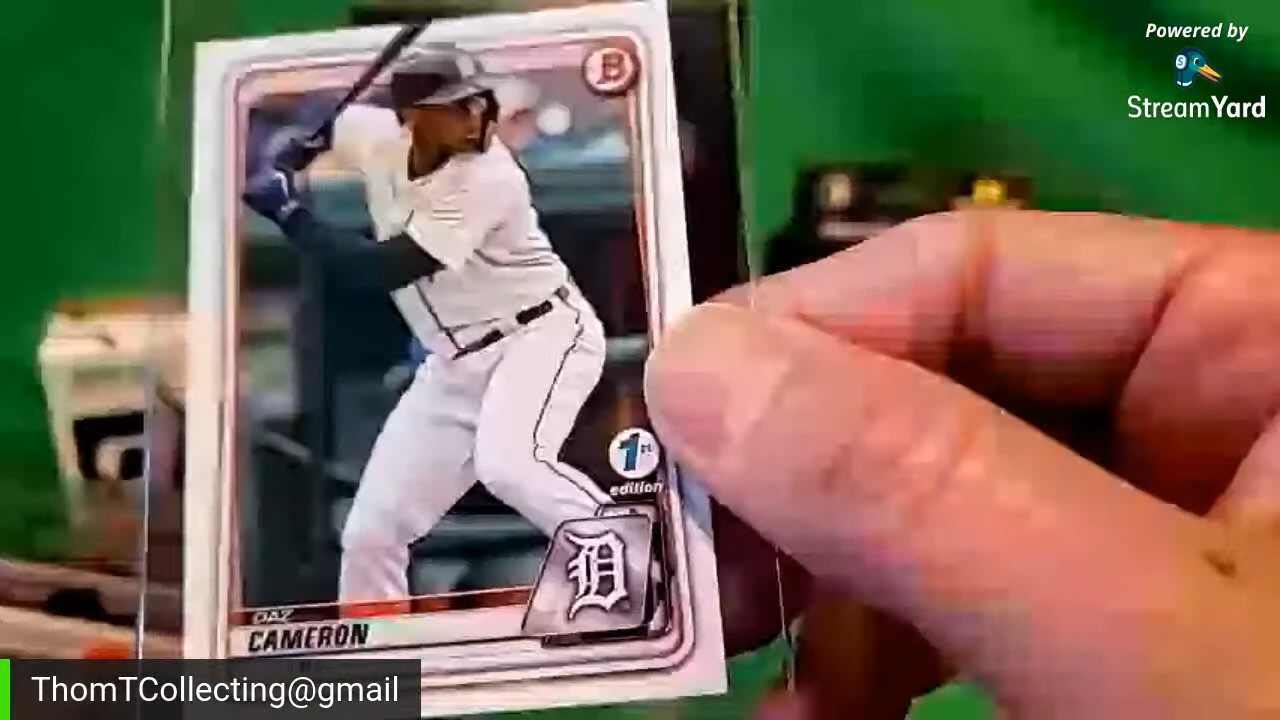 Powered by
StreamYard
B
1st
edition
D
DAZ
CAMERON
ThomTCollecting@gmail